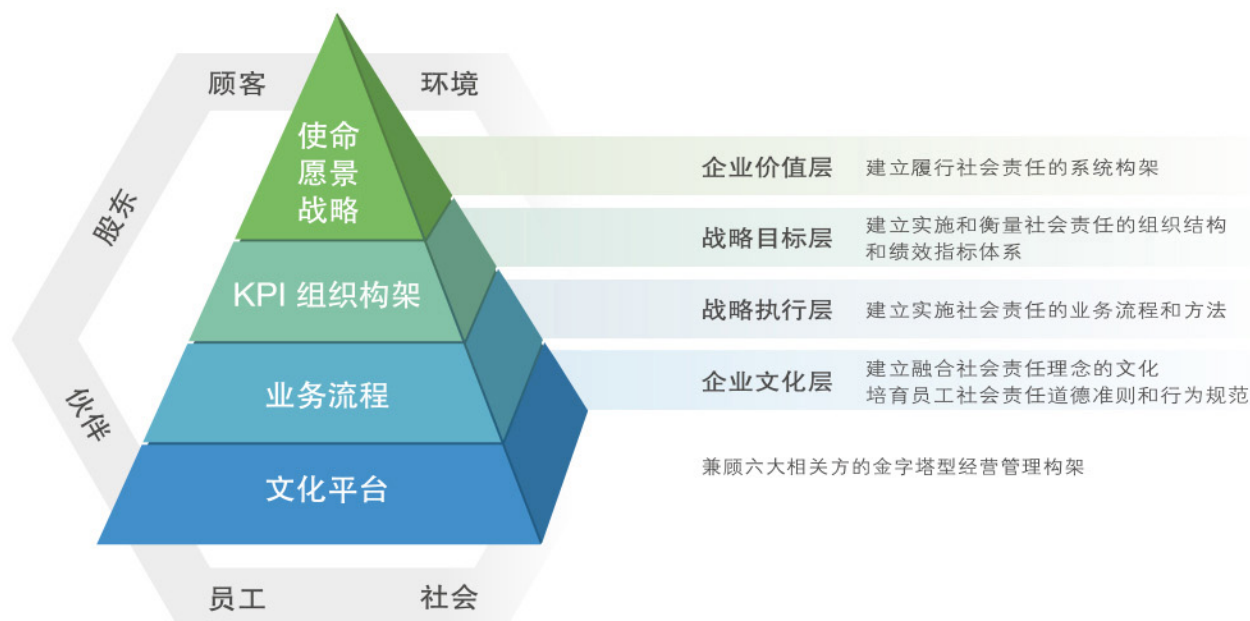 顾客
环境
股东
伙伴
员工
社会
使命
愿景
战略
KPI 组织构架
业务流程
文化平台
企业价值层
建立履行社会责任的系统构架
战略目标层
建立实施和衡量社会责任的组织结构
和绩效指标体系
战略执行层
建立实施社会责任的业务流程和方法
企业文化层
建立融合社会责任理念的文化
培育员工社会责任道德准则和行为规范
兼顾六大相关方的金字塔型经营管理构架